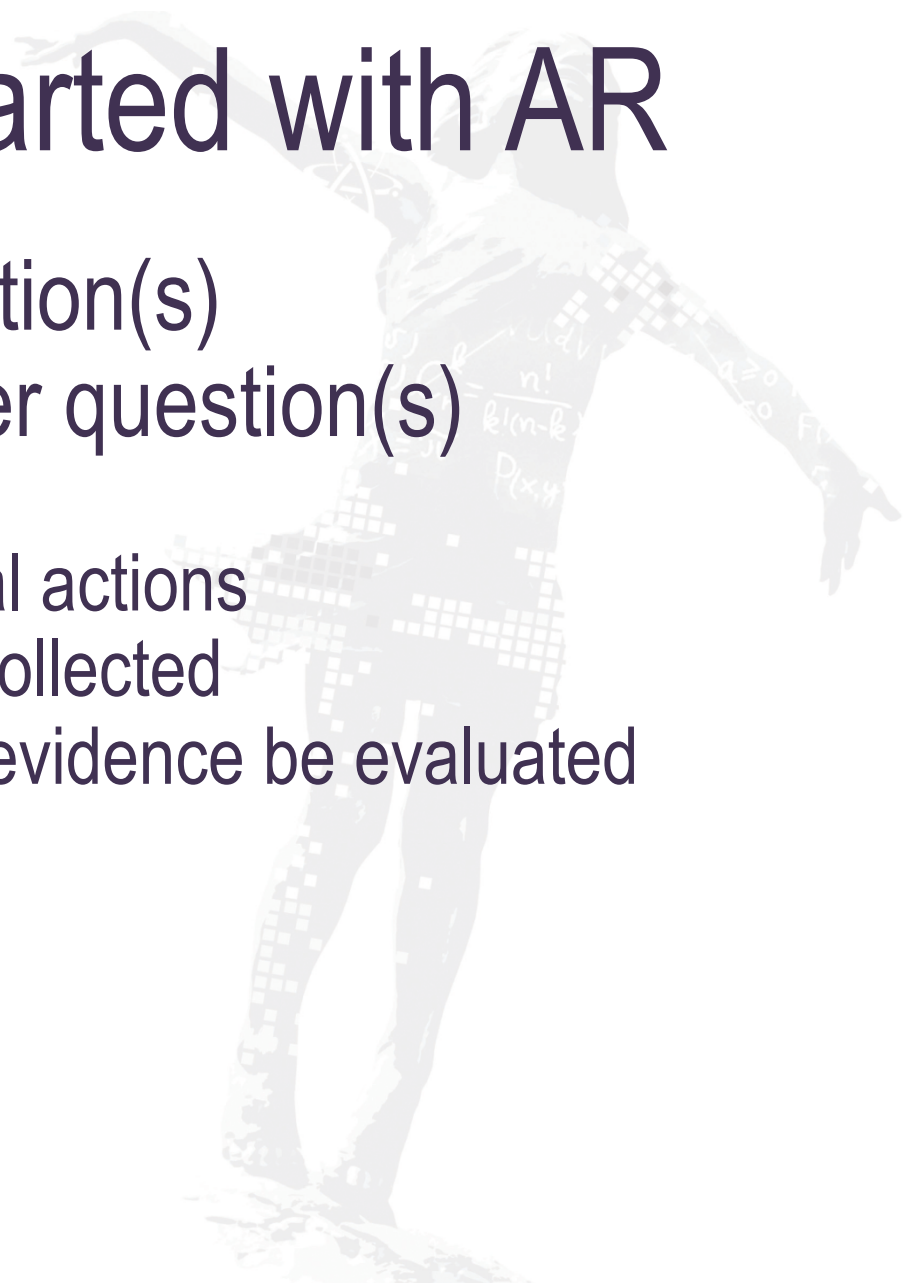 arted with AR
tion(s)
er question(s)
al actions
ollected
evidence be evaluated
n!
k!(n-k)
P(x,y)